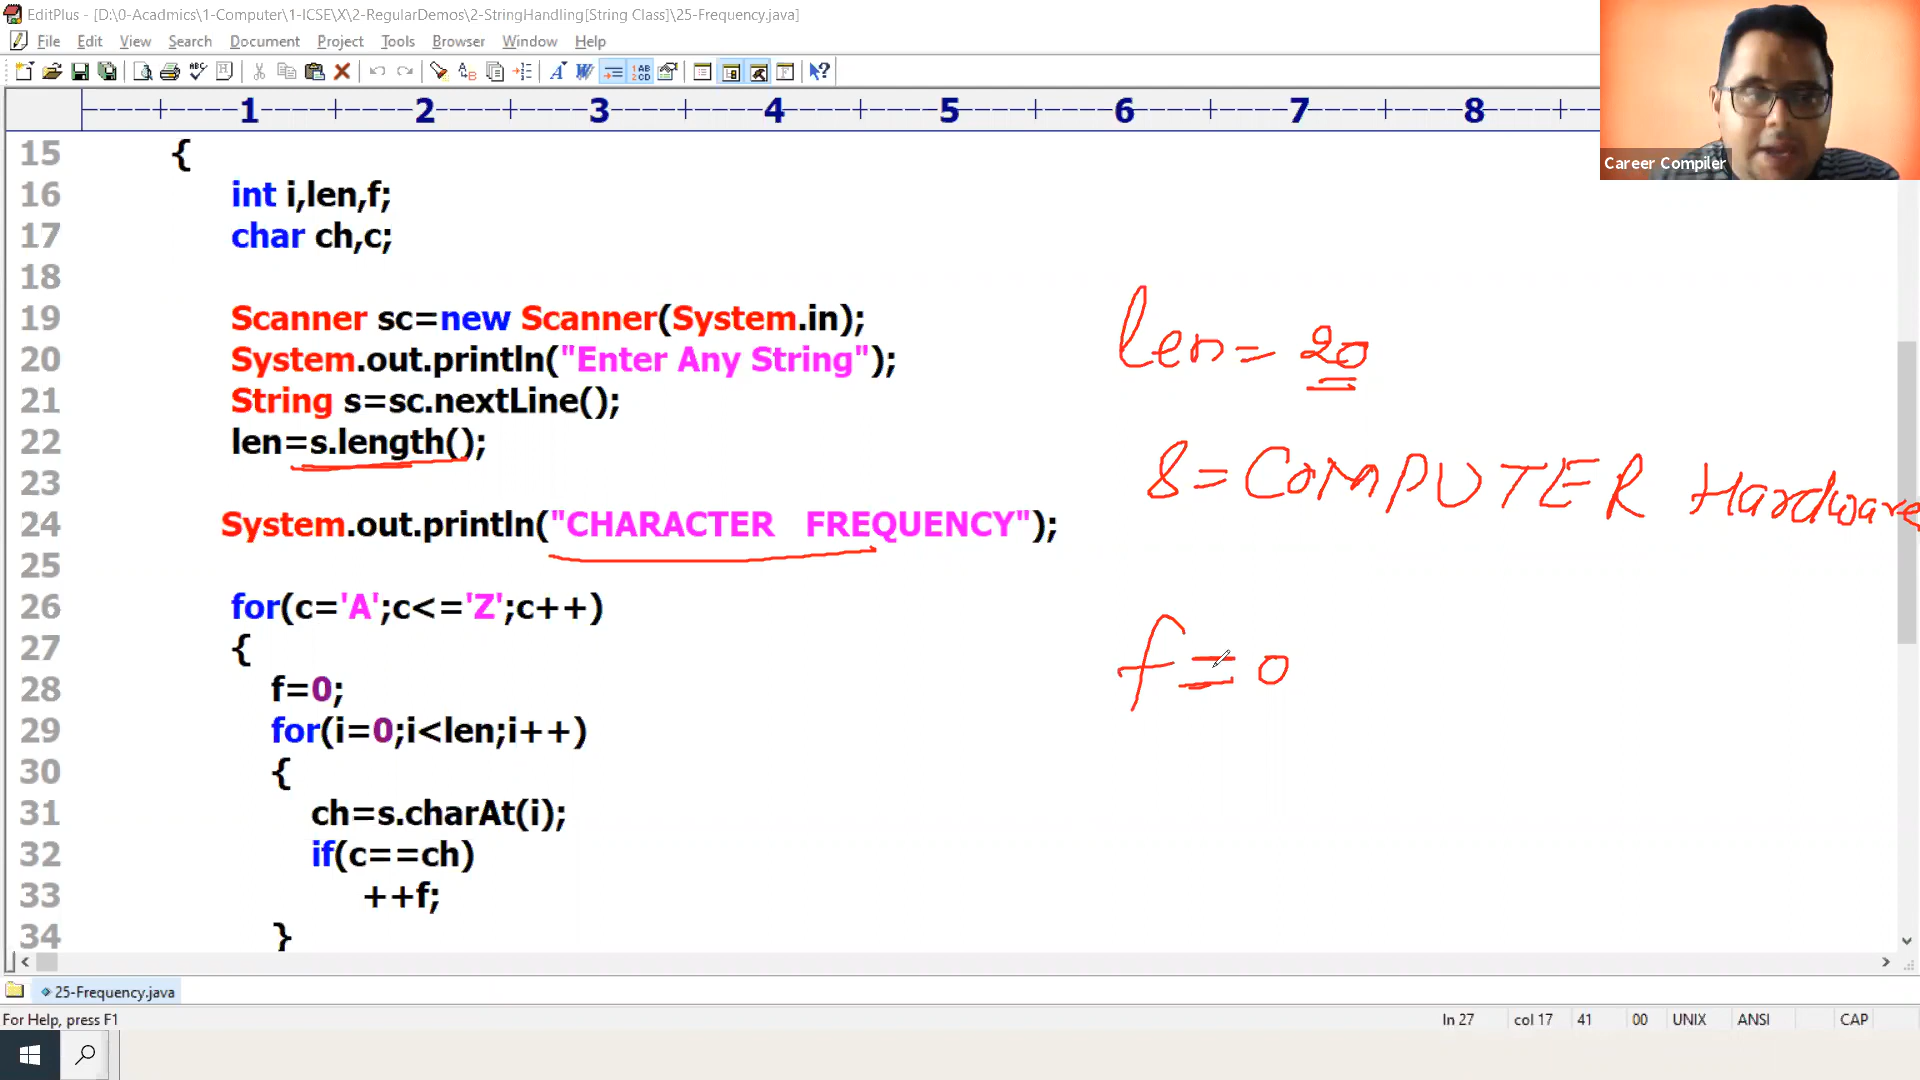 EditPlus - [D:\0-Acadmics\1-Computer\1-ICSE\X\2-RegularDemos\2-StringHandling[String Class]\25-Frequency.java]
File Edit View Search Document Project Tools Browser Window Help
Career Compiler
1 2 3 4 5 6 7 8
15 {
16 int i,len,f;
17 char ch,c;
18
19 Scanner sc=new Scanner(System.in);
20 System.out.println("Enter Any String");
21 String s=sc.nextLine();
22 len=s.length();
23
24 System.out.println("CHARACTER   FREQUENCY");
25
26 for(c='A';c<='Z';c++)
27 {
28 f=0;
29 for(i=0;i<len;i++)
30 {
31 ch=s.charAt(i);
32 if(c==ch)
33 ++f;
34 }
len= 20
s= COMPUTER Hardware
f=0
25-Frequency.java
For Help, press F1 ln 27 col 17 41 00 UNIX ANSI CAP